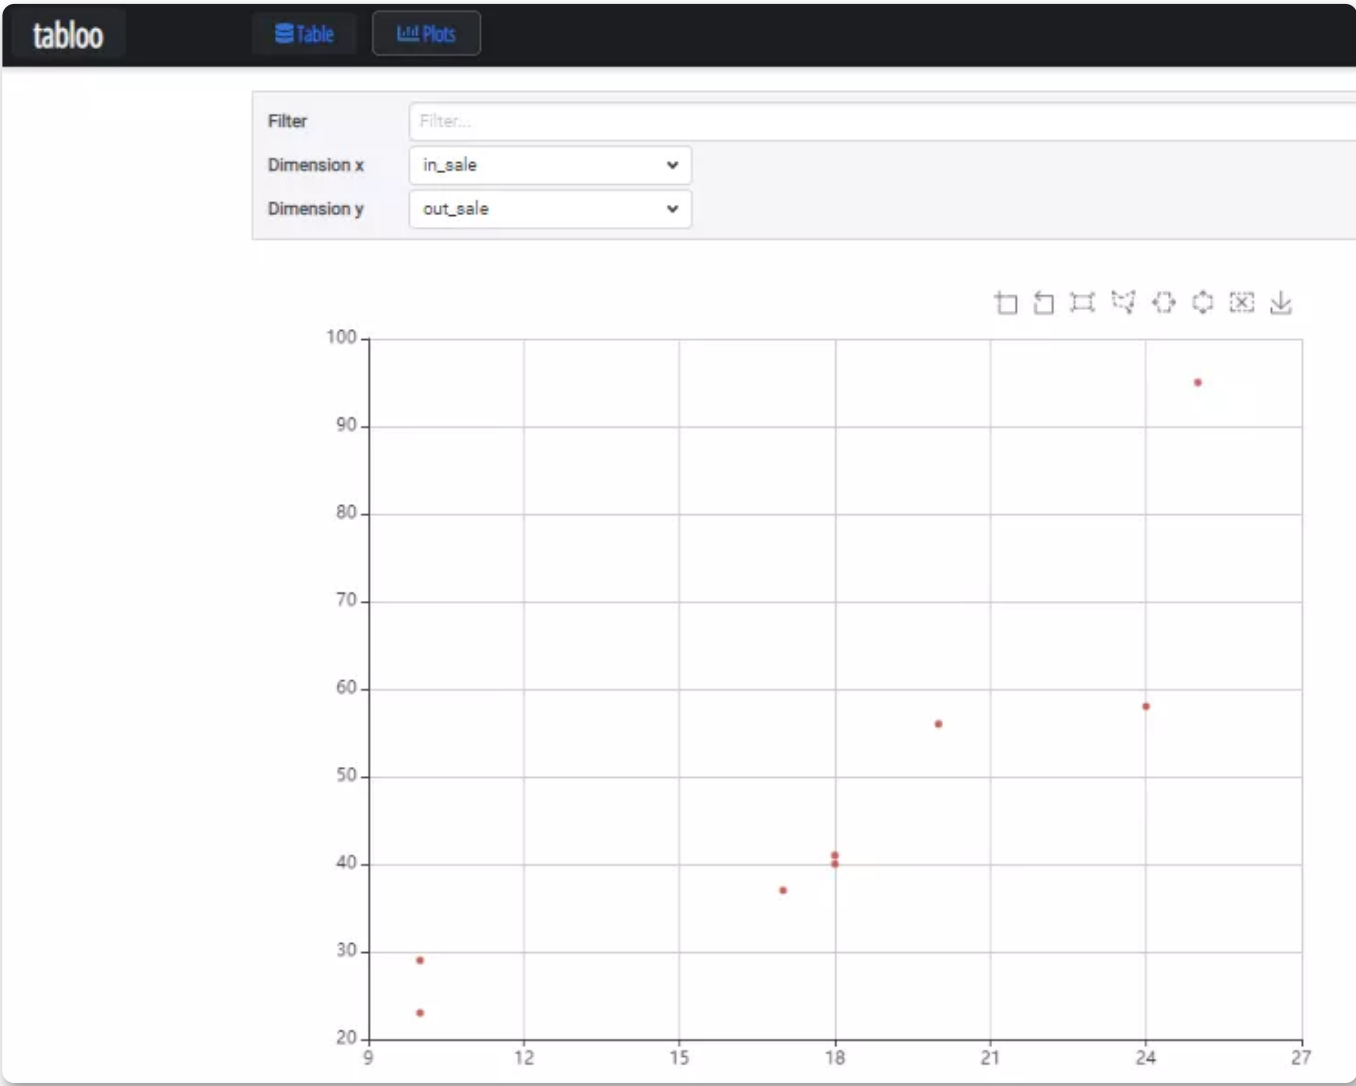 tabloo
Table
Plots
Filter
Filter...
Dimension x
in_sale
Dimension y
out_sale
100
90
80
70
60
50
40
30
20
9
12
15
18
21
24
27